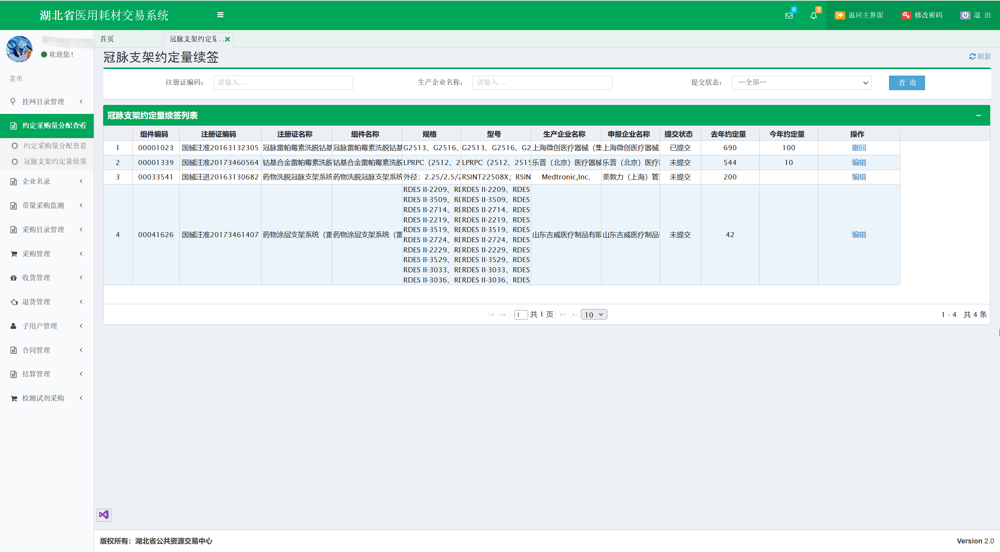 湖北省医用耗材交易系统
0
2
返回主界面
修改密码
退 出
欢迎您！
菜单
挂网目录管理
约定采购量分配查看
约定采购量分配查看
冠脉支架约定量续签
企业名录
带量采购监测
采购目录管理
采购管理
收货管理
退货管理
子用户管理
合同管理
结算管理
检测试剂采购
首页
冠脉支架约定量...
冠脉支架约定量续签
刷新
注册证编码：
请输入...
生产企业名称：
请输入...
提交状态：
--全部--
查 询
冠脉支架约定量续签列表
组件编码 注册证编码 注册证名称 组件名称 规格 型号 生产企业名称 申报企业名称 提交状态 去年约定量 今年约定量 操作
1 00001023 国械注准20163132305 冠脉雷帕霉素洗脱钴基 冠脉雷帕霉素洗脱钴基 G2513、G2516、 G2513、G2516、G2 上海微创医疗器械（集 上海微创医疗器械 已提交 690 100 撤回
2 00001339 国械注准20173460564 钴基合金雷帕霉素洗脱 钴基合金雷帕霉素洗脱 LPRPC（2512、2 LPRPC（2512、2515 乐普（北京）医疗器械 乐普（北京）医疗 未提交 544 10 编辑
3 00033541 国械注进20163130682 药物洗脱冠脉支架系统 药物洗脱冠脉支架系统 外径：2.25/2.5/2 RSINT22508X；RSIN Medtronic,Inc. 美敦力（上海）管 未提交 200 编辑
4 00041626 国械注准20173461407 药物涂层支架系统（雷 药物涂层支架系统（雷 山东吉威医疗制品有限 山东吉威医疗制品 未提交 42 编辑
RDES II-2209、RD RDES II-2209、RDES
RDES II-3509、RD RDES II-3509、RDES
RDES II-2714、RD RDES II-2714、RDES
RDES II-2219、RD RDES II-2219、RDES
RDES II-3519、RD RDES II-3519、RDES
RDES II-2724、RD RDES II-2724、RDES
RDES II-2229、RD RDES II-2229、RDES
RDES II-3529、RD RDES II-3529、RDES
RDES II-3033、RD RDES II-3033、RDES
RDES II-3036、RD RDES II-3036、RDES
1 共 1 页 10
1 - 4 共 4 条
版权所有：湖北省公共资源交易中心
Version 2.0